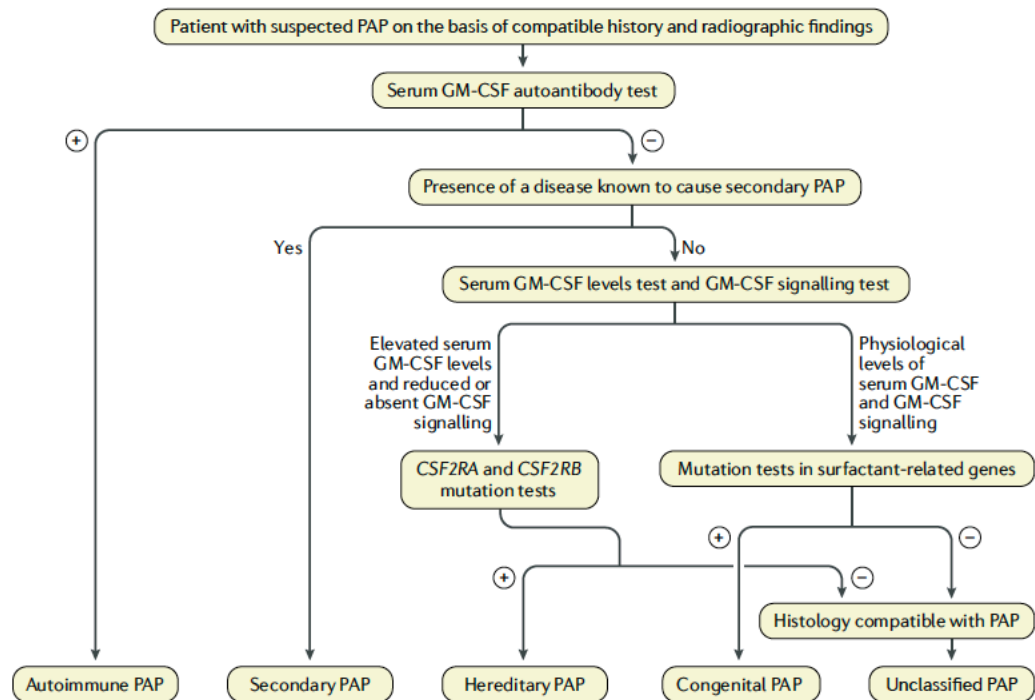 Patient with suspected PAP on the basis of compatible history and radiographic findings
Serum GM-CSF autoantibody test
+
−
Presence of a disease known to cause secondary PAP
Yes
No
Serum GM-CSF levels test and GM-CSF signalling test
Elevated serum
GM-CSF levels
and reduced or
absent GM-CSF
signalling
Physiological
levels of
serum GM-CSF
and GM-CSF
signalling
CSF2RA and CSF2RB
mutation tests
Mutation tests in surfactant-related genes
+
−
+
−
Histology compatible with PAP
Autoimmune PAP
Secondary PAP
Hereditary PAP
Congenital PAP
Unclassified PAP